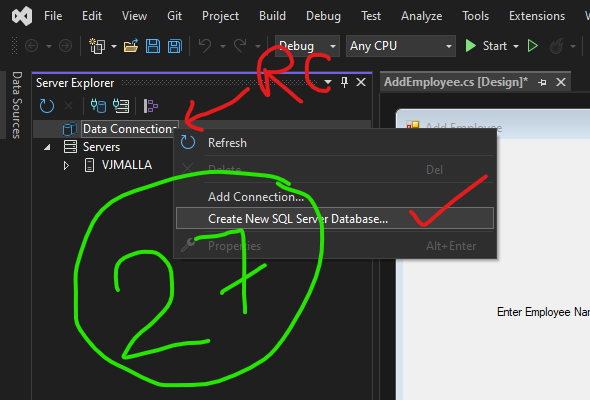 File Edit View Git Project Build Debug Test Analyze Tools Extensions
Debug Any CPU Start
Data Sources
Server Explorer
AddEmployee.cs [Design]*
RC
Data Connections
Servers
VJMALLA
Refresh
Delete Del
Add Connection...
Create New SQL Server Database...
Properties Alt+Enter
27
Add Employee
Enter Employee Nam